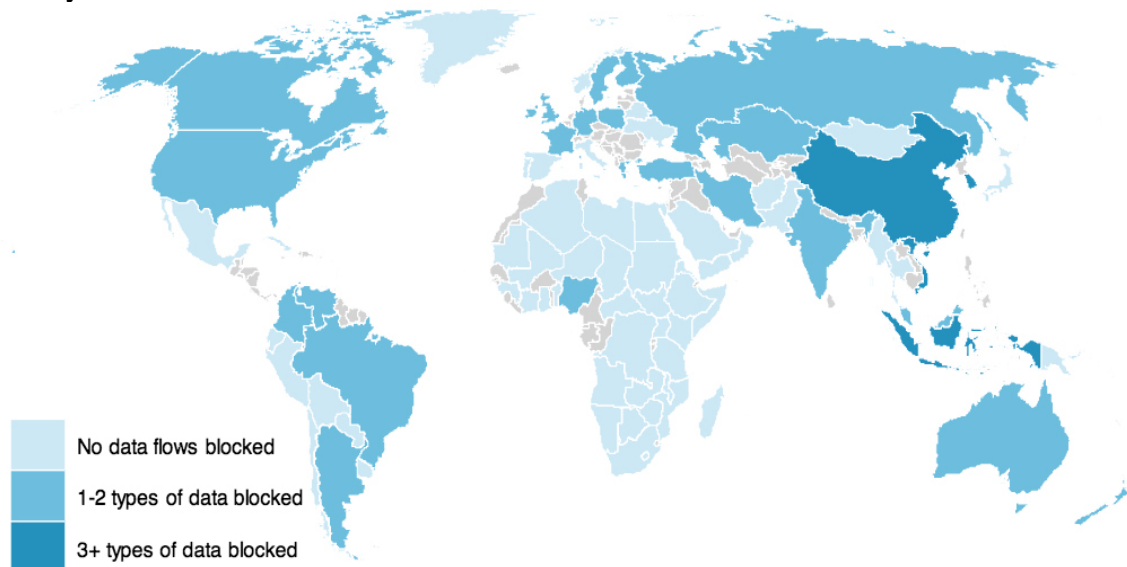 No data flows blocked
1-2 types of data blocked
3+ types of data blocked